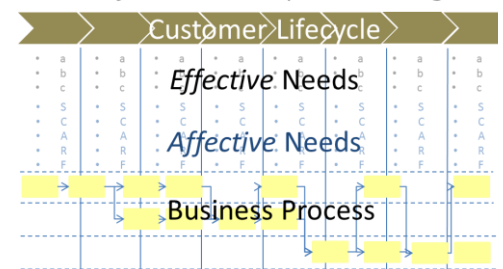 Customer Lifecycle
• a • a • a • a • a • a • a • a
• b • b • b • b • b • b • b • b
Effective Needs
• c • c • c • c • c • c • c • c
• S • S • S • S • S • S • S • S
• C • C • C • C • C • C • C • C
• A • A • A • A • A • A • A • A
Affective Needs
• R • R • R • R • R • R • R • R
• F • F • F • F • F • F • F • F
Business Process